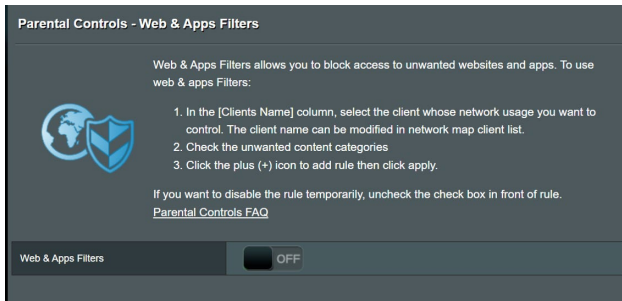 Parental Controls - Web & Apps Filters
Web & Apps Filters allows you to block access to unwanted websites and apps. To use
web & apps Filters:
1. In the [Clients Name] column, select the client whose network usage you want to
control. The client name can be modified in network map client list.
2. Check the unwanted content categories
3. Click the plus (+) icon to add rule then click apply.
If you want to disable the rule temporarily, uncheck the check box in front of rule.
Parental Controls FAQ
Web & Apps Filters
OFF